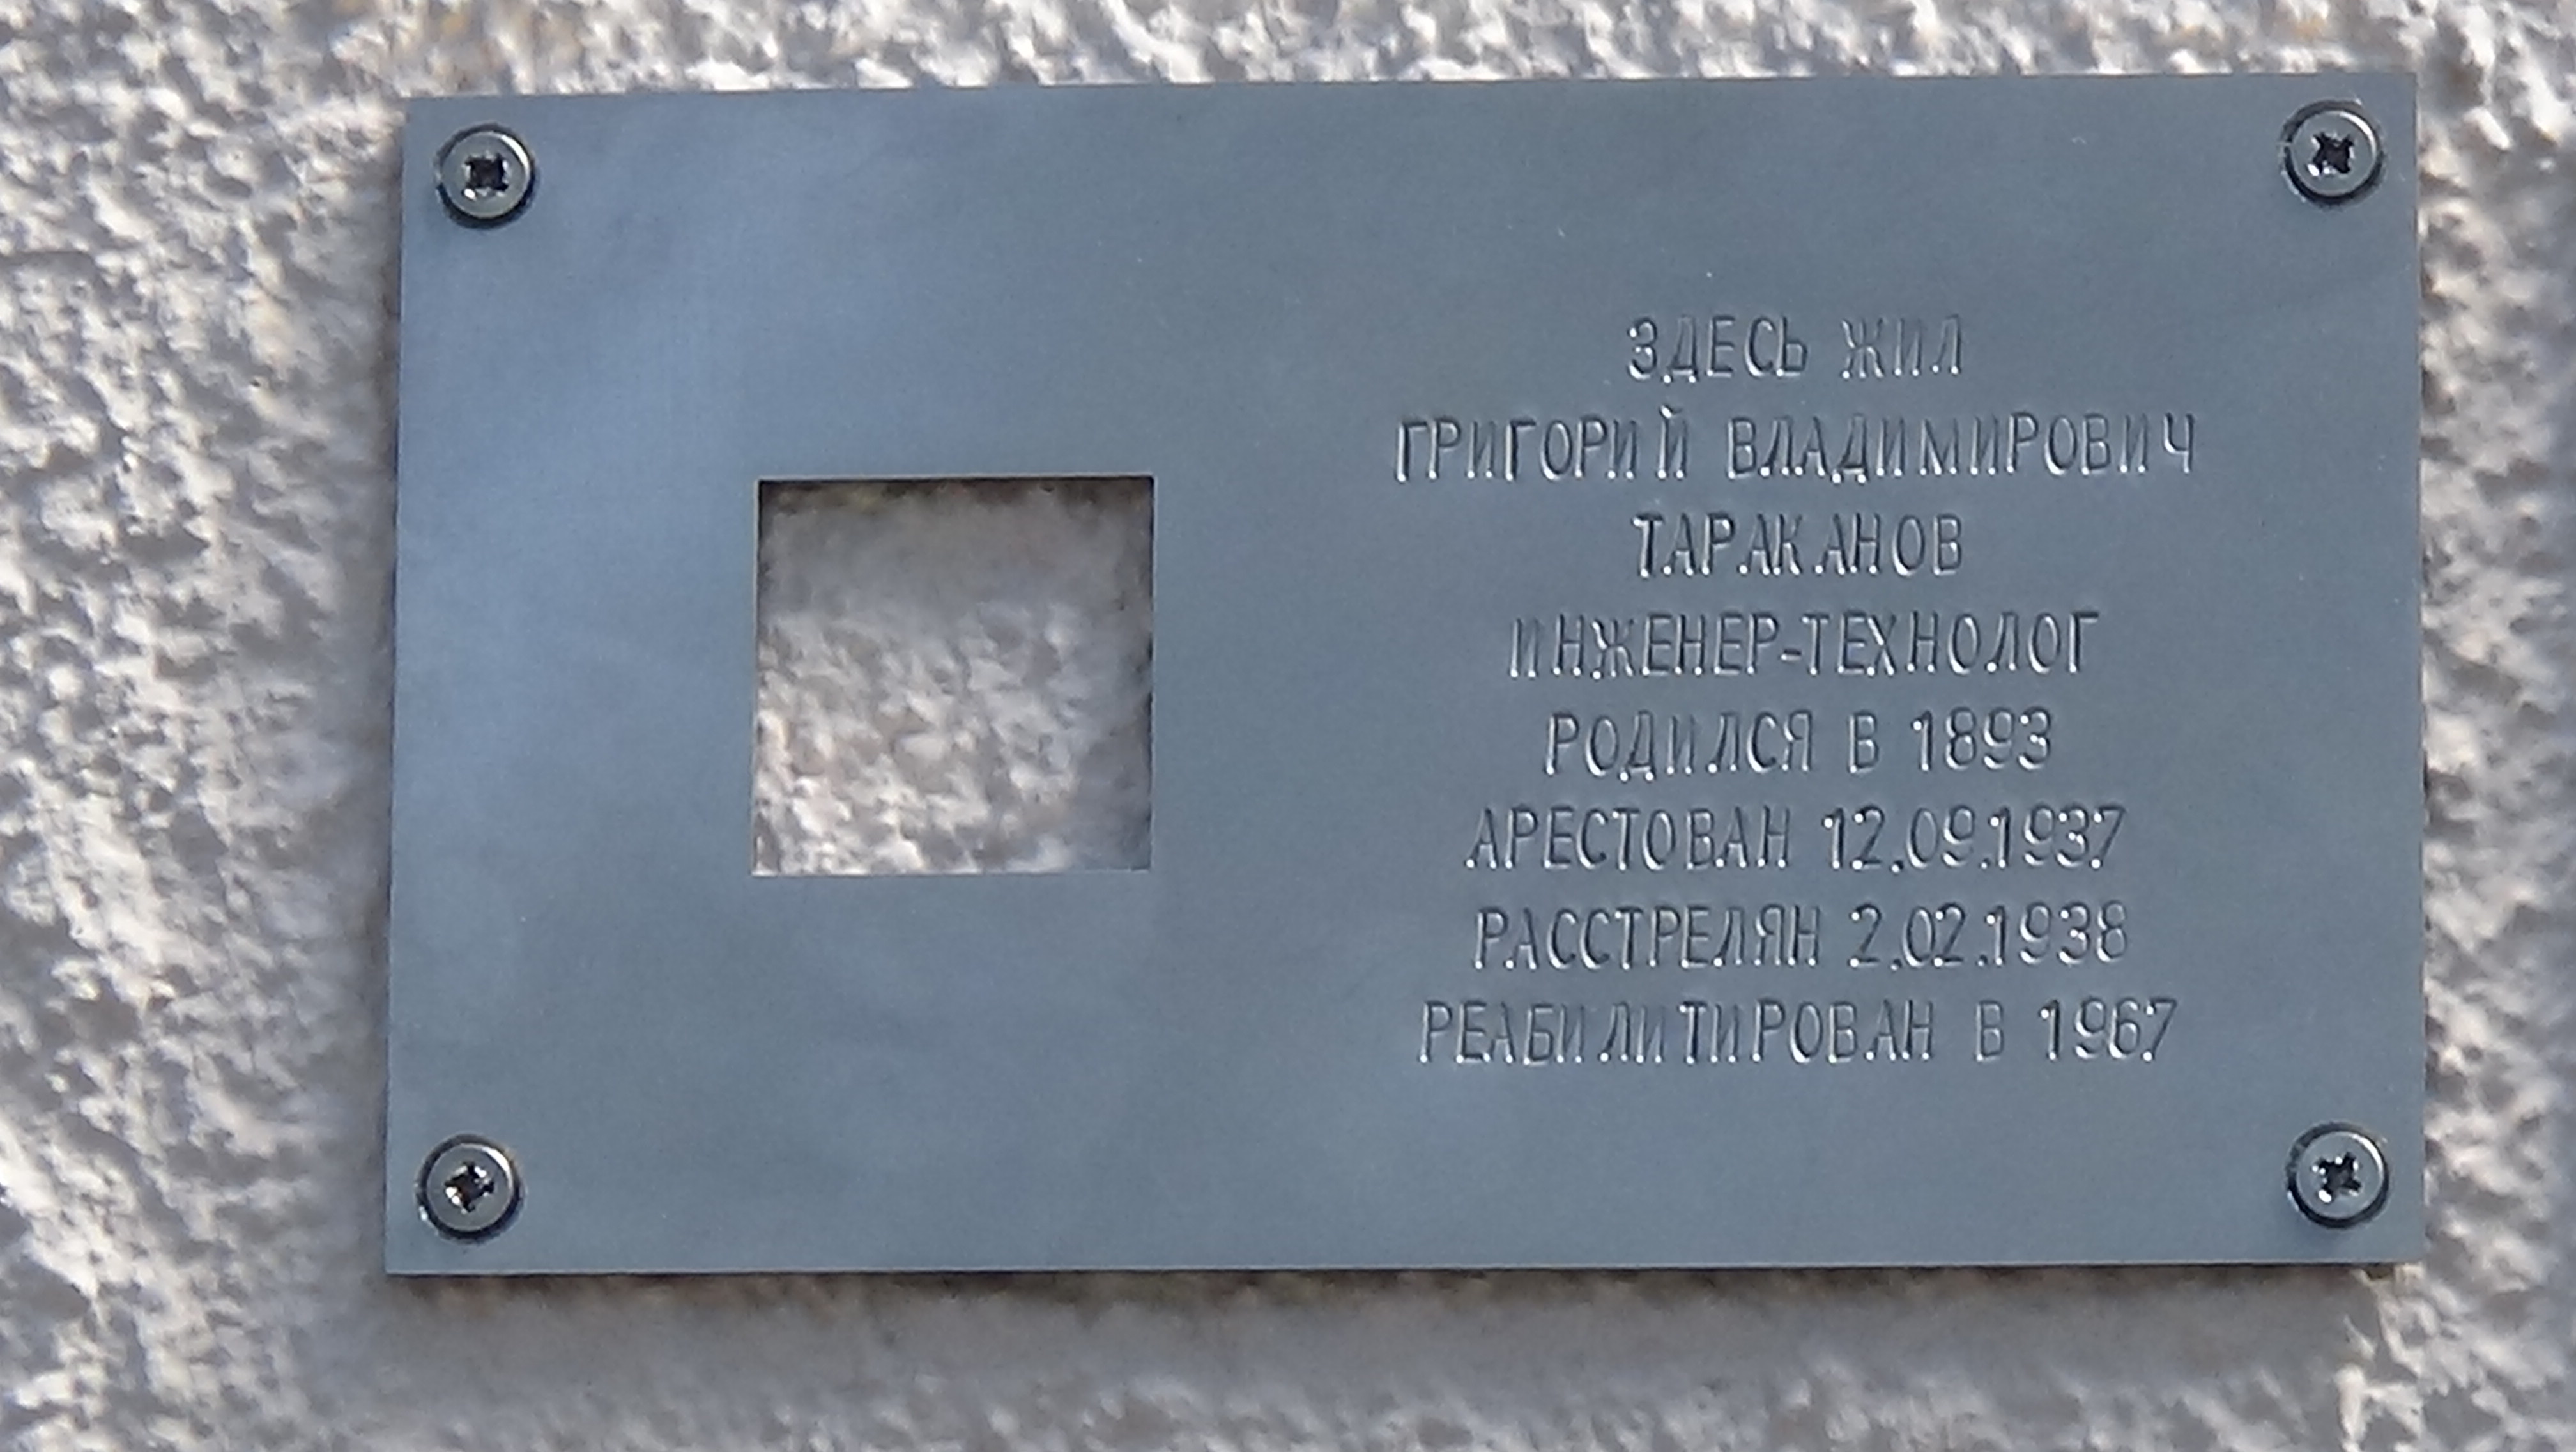 ЗДЕСЬ ЖИЛ
ГРИГОРИЙ ВЛАДИМИРОВИЧ
ТАРАКАНОВ
ИНЖЕНЕР-ТЕХНОЛОГ
РОДИЛСЯ В 1893
АРЕСТОВАН 12.09.1937
РАССТРЕЛЯН 2.02.1938
РЕАБИЛИТИРОВАН В 1967